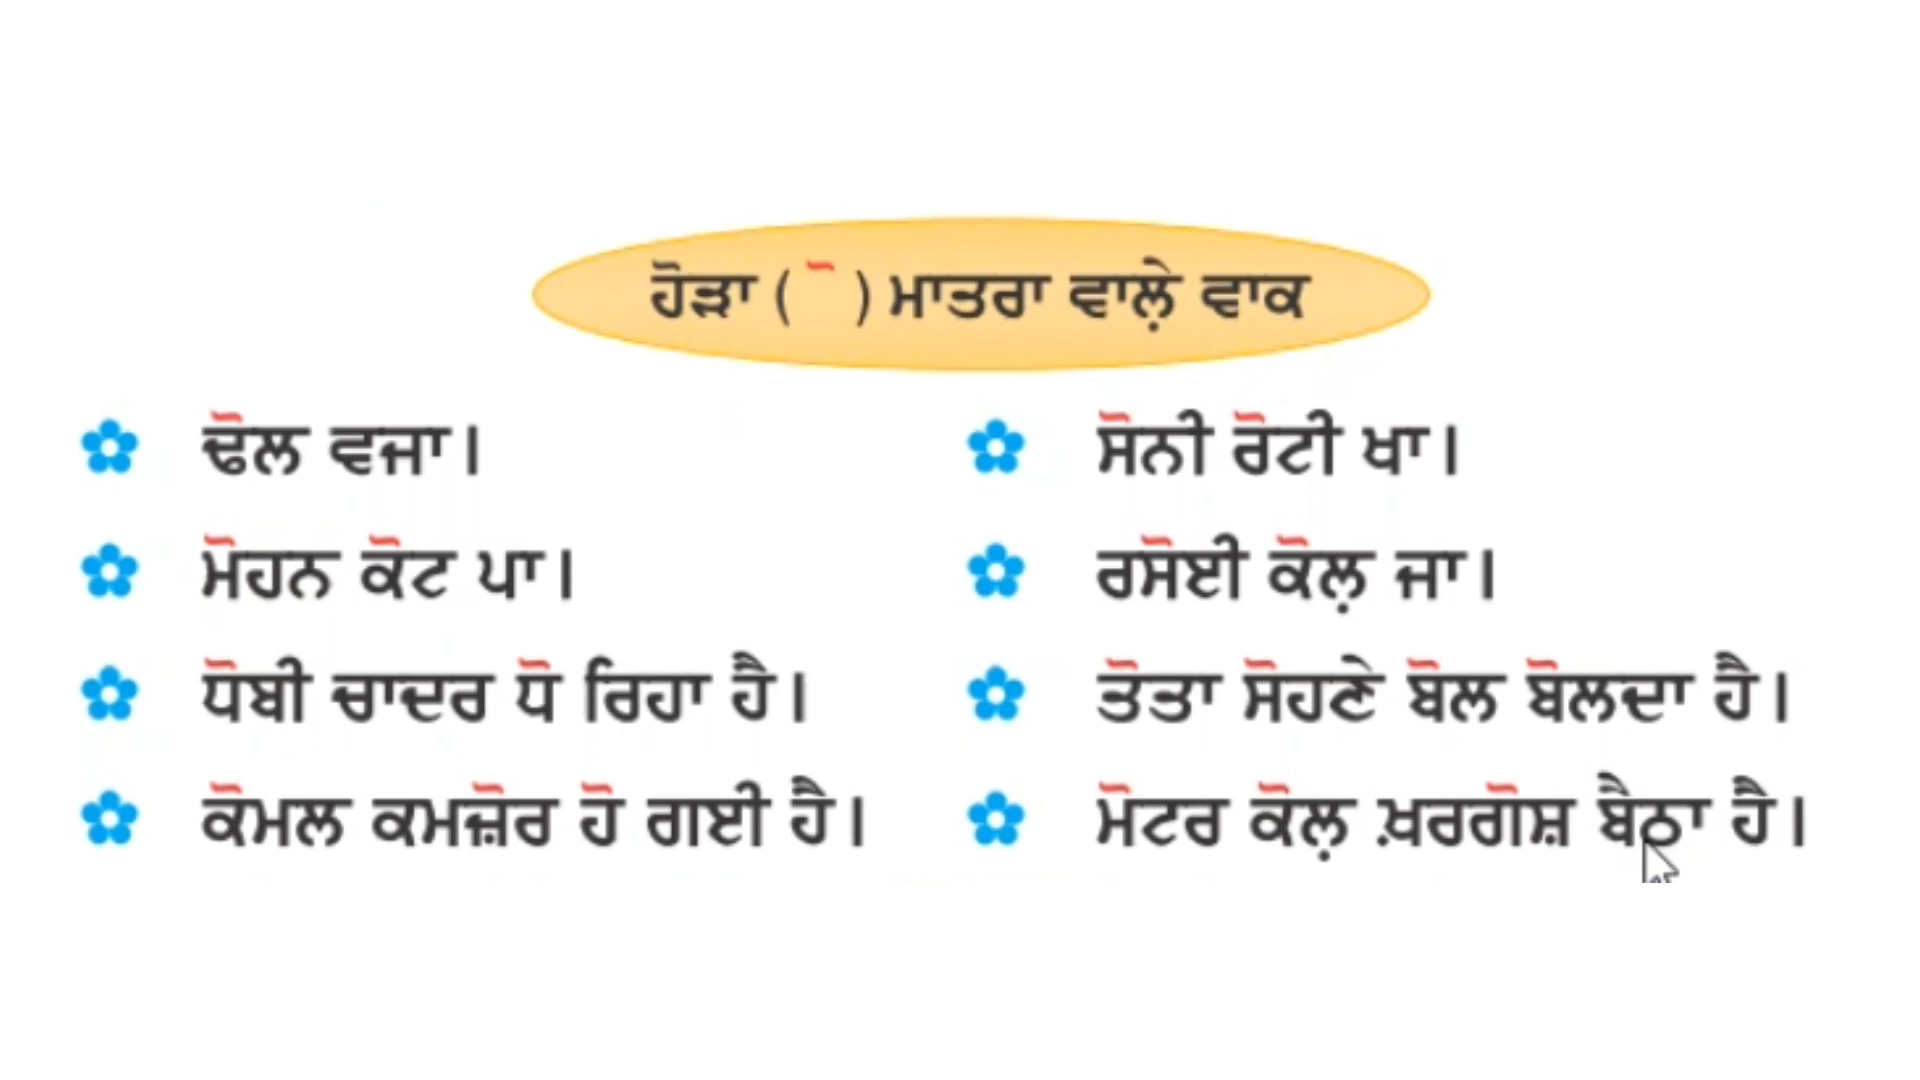 ਹੋੜਾ ( ੋ ) ਮਾਤਰਾ ਵਾਲ਼ੇ ਵਾਕ
ਢੋਲ ਵਜਾ।
ਸੋਨੀ ਰੋਟੀ ਖਾ।
ਮੋਹਨ ਕੋਟ ਪਾ।
ਰਸੋਈ ਕੋਲ਼ ਜਾ।
ਧੋਬੀ ਚਾਦਰ ਧੋ ਰਿਹਾ ਹੈ।
ਤੋਤਾ ਸੋਹਣੇ ਬੋਲ ਬੋਲਦਾ ਹੈ।
ਕੋਮਲ ਕਮਜ਼ੋਰ ਹੋ ਗਈ ਹੈ।
ਮੋਟਰ ਕੋਲ਼ ਖ਼ਰਗੋਸ਼ ਬੈਠਾ ਹੈ।